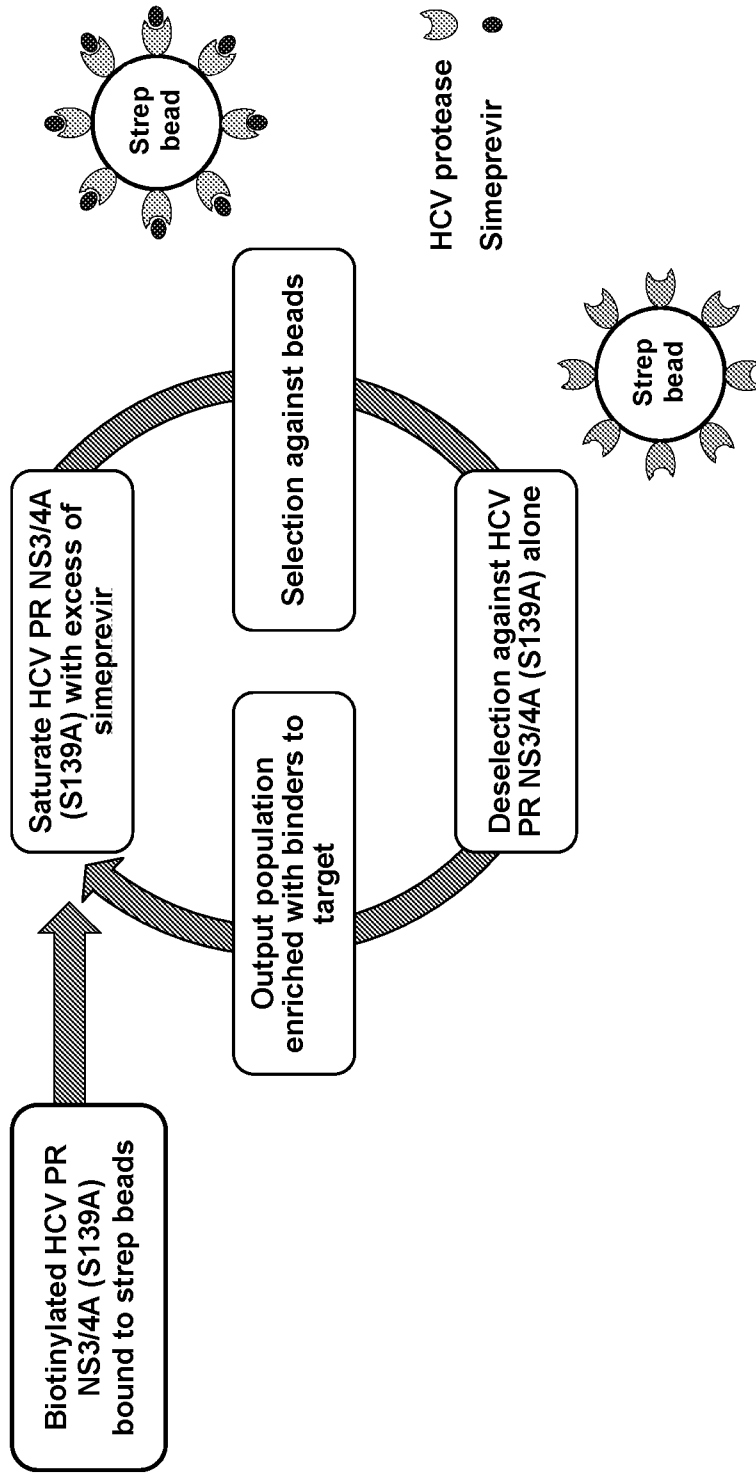 Biotinylated HCV PR
NS3/4A (S139A)
bound to strep beads
Saturate HCV PR NS3/4A
(S139A) with excess of
simeprevir
Strep
bead
Selection against beads
Output population
enriched with binders to
target
Deselection against HCV
PR NS3/4A (S139A) alone
Strep
bead
HCV protease
Simeprevir